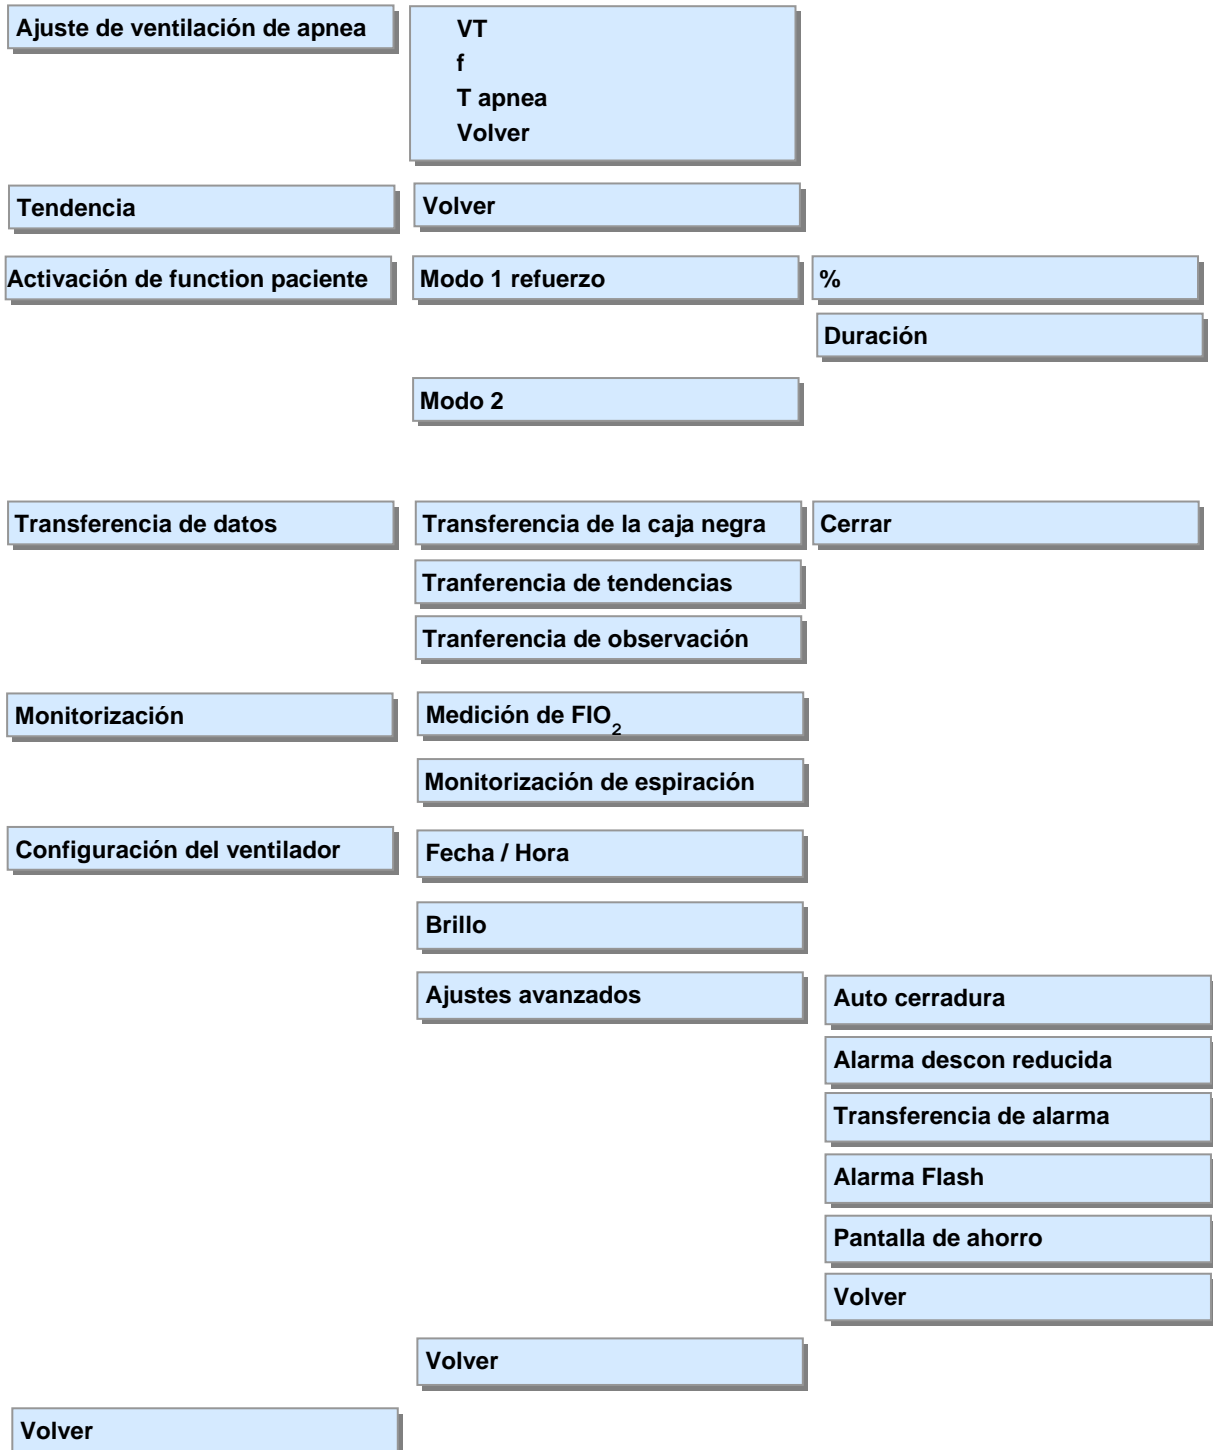 Ajuste de ventilación de apnea
VT
f
T apnea
Volver
Tendencia
Volver
Activación de function paciente
Modo 1 refuerzo
%
Duración
Modo 2
Transferencia de datos
Transferencia de la caja negra
Cerrar
Tranferencia de tendencias
Tranferencia de observación
Monitorización
Medición de FIO2
Monitorización de espiración
Configuración del ventilador
Fecha / Hora
Brillo
Ajustes avanzados
Auto cerradura
Alarma descon reducida
Transferencia de alarma
Alarma Flash
Pantalla de ahorro
Volver
Volver
Volver